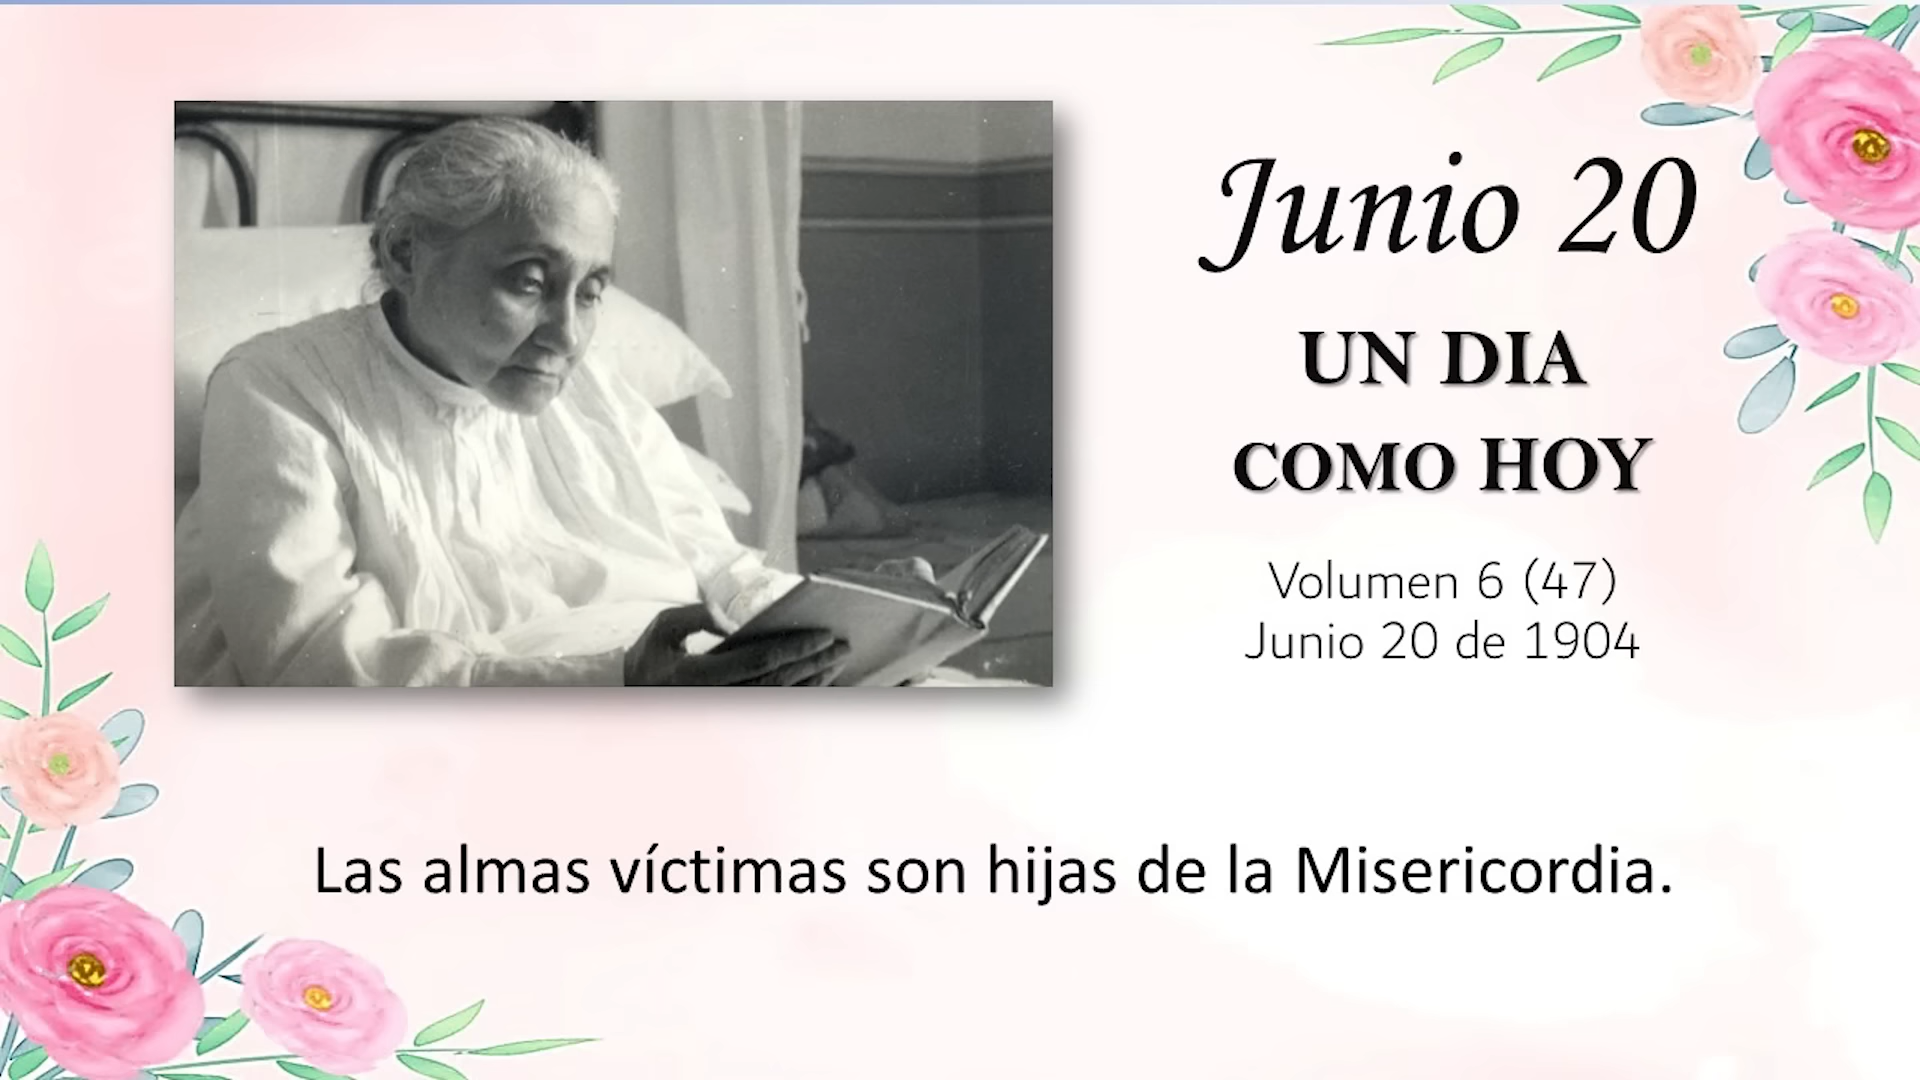 Junio 20
UN DIA
COMO HOY
Volumen 6 (47)
Junio 20 de 1904
Las almas víctimas son hijas de la Misericordia.